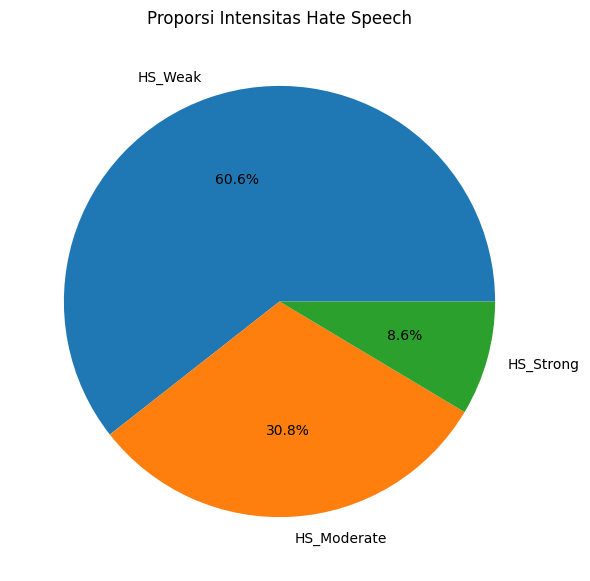 Proporsi Intensitas Hate Speech
HS_Weak
60.6%
8.6%
HS_Strong
30.8%
HS_Moderate